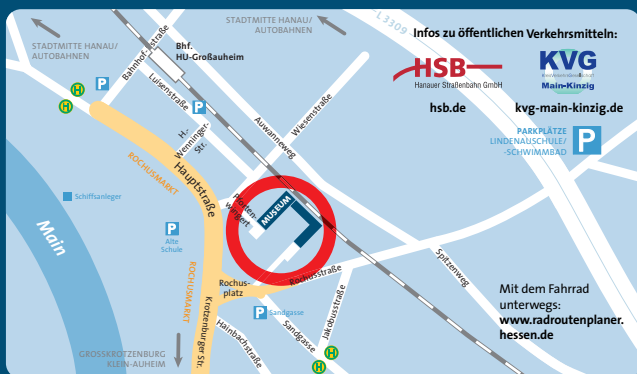 STADTMITTE HANAU/
AUTOBAHNEN
STADTMITTE HANAU/
AUTOBAHNEN
L 3309
Infos zu öffentlichen Verkehrsmitteln:
HSB
Hanauer Straßenbahn GmbH
hsb.de
KVG
Main-Kinzig
kvg-main-kinzig.de
PARKPLÄTZE
LINDENAUSCHULE/
-SCHWIMMBAD
P
Bahnhofstraße
Bhf.
HU-Großauheim
P
Luisenstraße
P
H
H
H.-
Wenninger-
Str.
Auwanneweg
Wiesenstraße
ROCHUSMARKT
Hauptstraße
Pfortenwingert
MUSEUM
Schiffsanleger
Main
P
Alte
Schule
ROCHUSMARKT
Rochus-
platz
Rochusstraße
Spitzenweg
P
Sandgasse
Krotzenburger Str.
Hainbachstraße
Sandgasse
Jakobusstraße
H
H
GROSSKROTZENBURG
KLEIN-AUHEIM
Mit dem Fahrrad
unterwegs:
www.radroutenplaner.
hessen.de